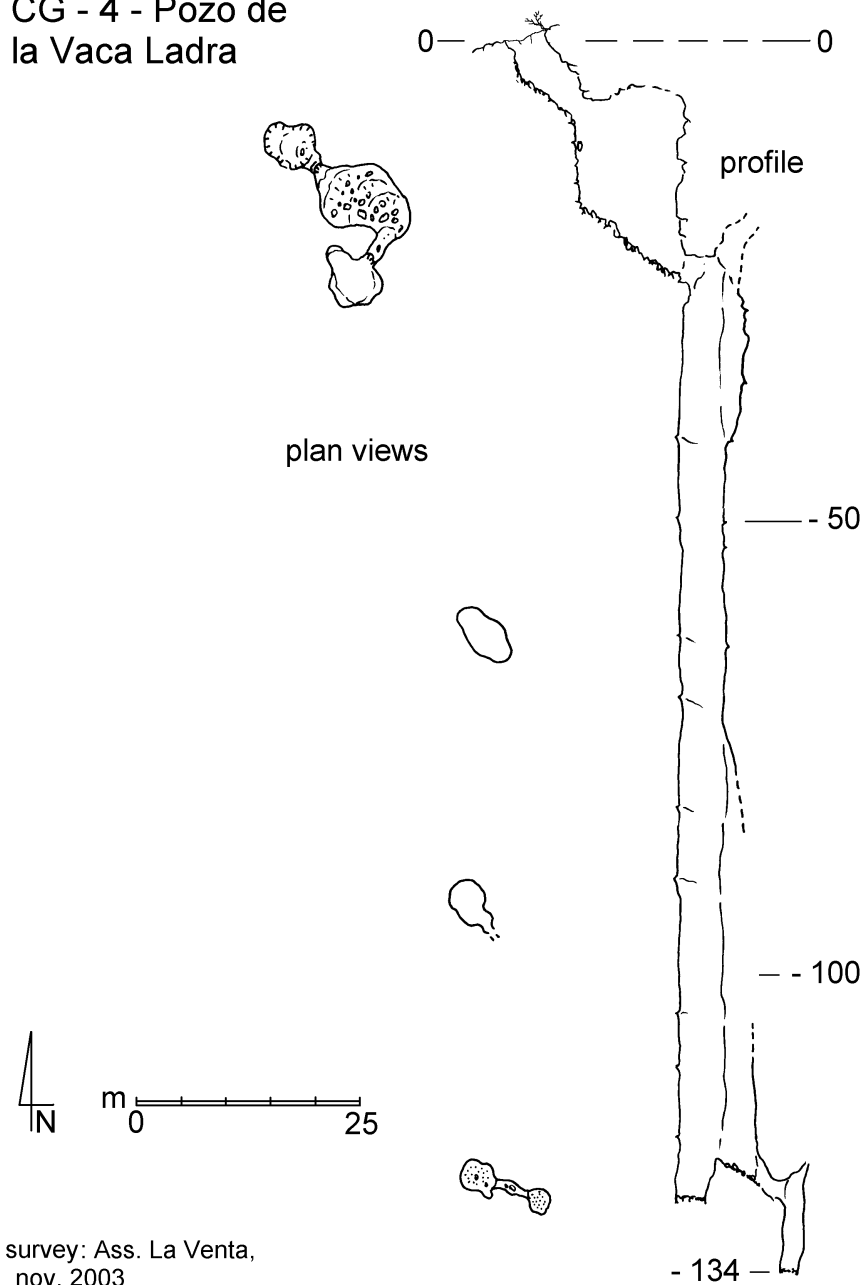 CG - 4 - Pozo de
la Vaca Ladra
0
0
profile
plan views
- 50
- 100
N
m
0
25
survey: Ass. La Venta,
nov. 2003
- 134